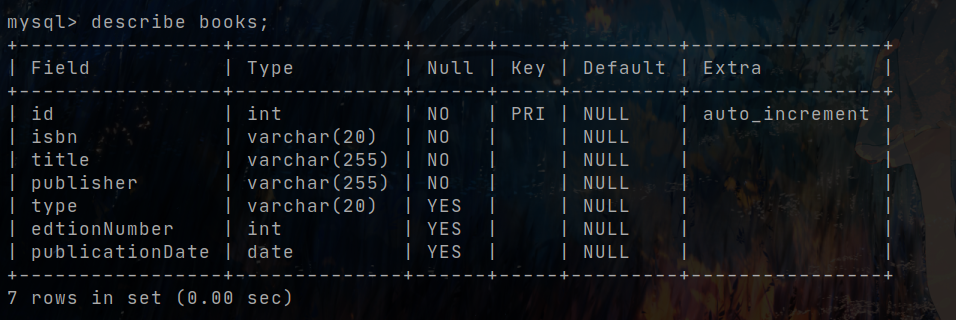 mysql> describe books;
+-----------------+--------------+------+-----+---------+----------------+
| Field           | Type         | Null | Key | Default | Extra          |
+-----------------+--------------+------+-----+---------+----------------+
| id              | int          | NO   | PRI | NULL    | auto_increment |
| isbn            | varchar(20)  | NO   |     | NULL    |                |
| title           | varchar(255) | NO   |     | NULL    |                |
| publisher       | varchar(255) | NO   |     | NULL    |                |
| type            | varchar(20)  | YES  |     | NULL    |                |
| edtionNumber    | int          | YES  |     | NULL    |                |
| publicationDate | date         | YES  |     | NULL    |                |
+-----------------+--------------+------+-----+---------+----------------+
7 rows in set (0.00 sec)